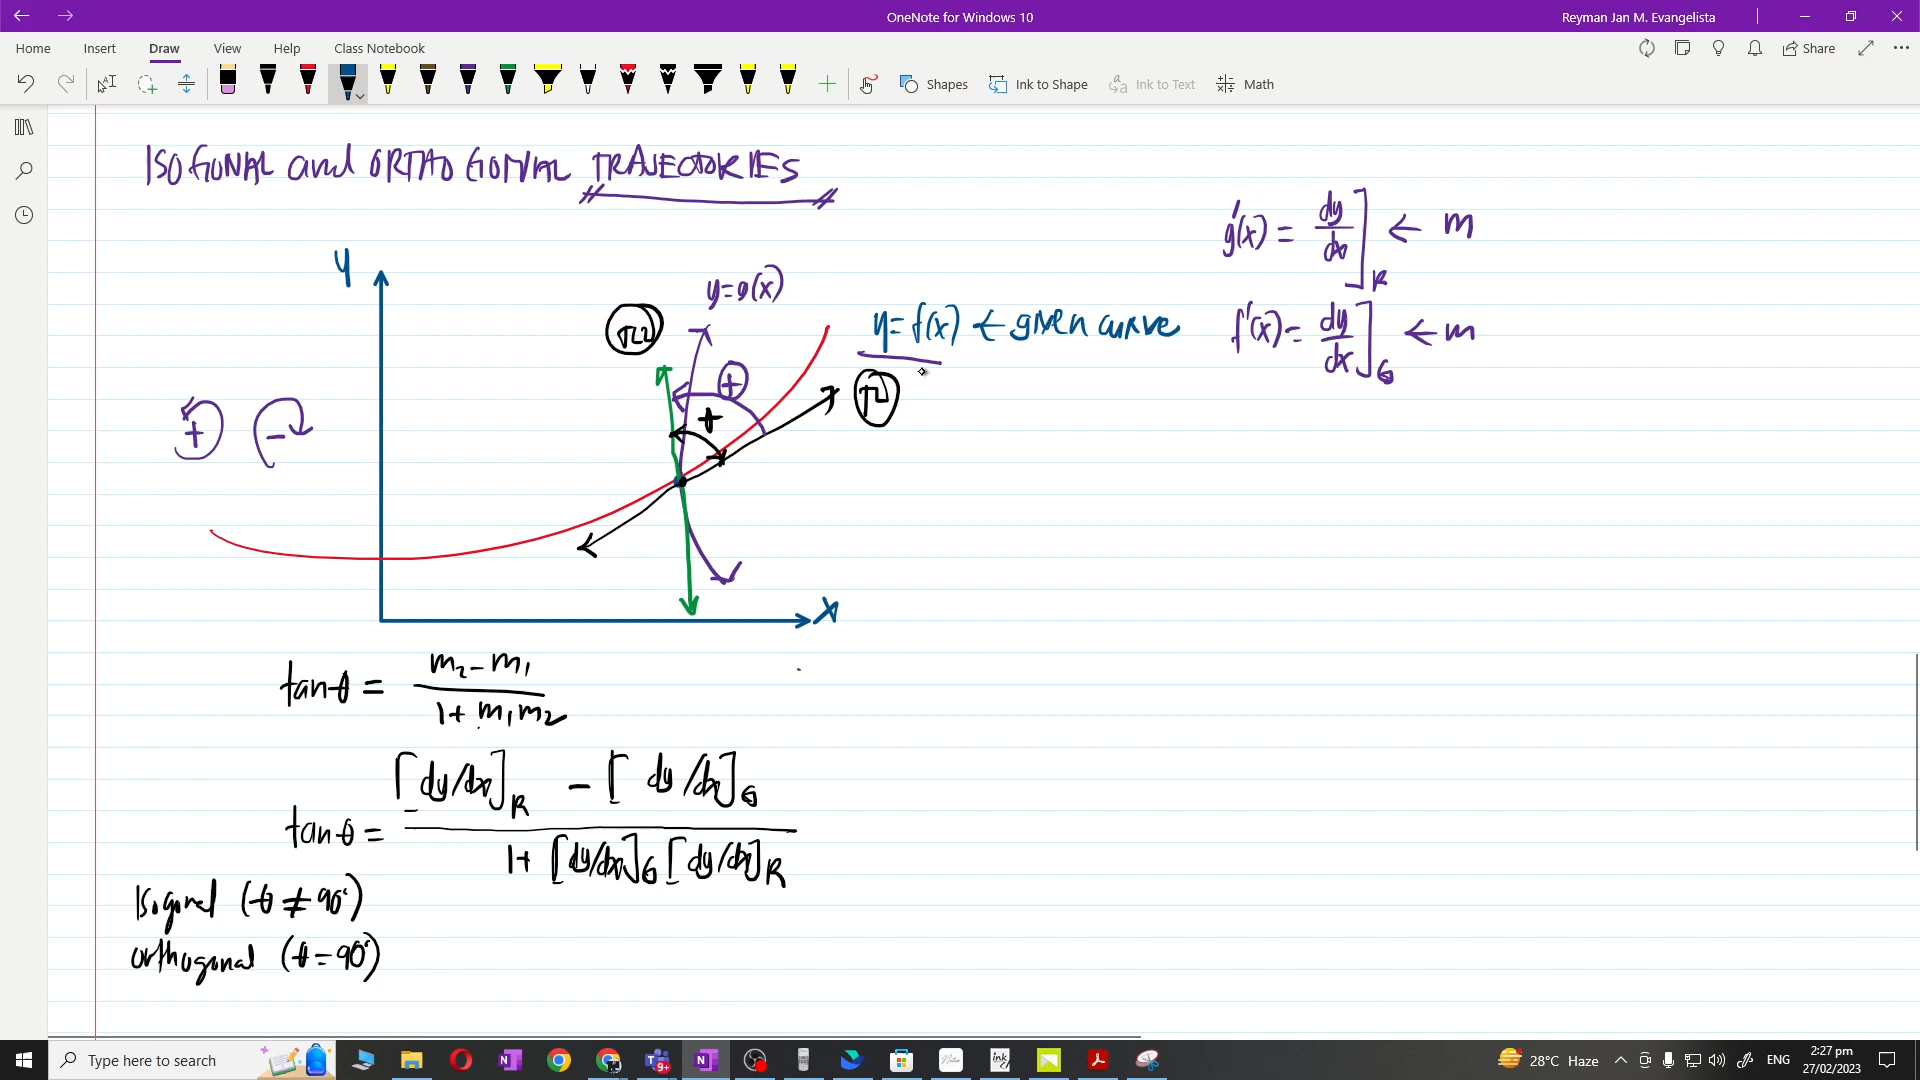 OneNote for Windows 10
Reyman Jan M. Evangelista
Home Insert Draw View Help Class Notebook
Share
Shapes Ink to Shape Ink to Text Math
ISOGONAL and ORTHOGONAL TRAJECTORIES
g'(x) = dy/dx]R ← m
y
y=g(x)
y=f(x) ← given curve
f'(x)= dy/dx]G ← m
+
+
+ -
x
tan θ = m2 - m1 / 1+ m1m2
tan θ = [dy/dx]R - [dy/dx]G / 1+ [dy/dx]G [dy/dx]R
Isogonal (θ ≠ 90°)
orthogonal (θ = 90°)
Type here to search
9+
28°C Haze
ENG
2:27 pm
27/02/2023